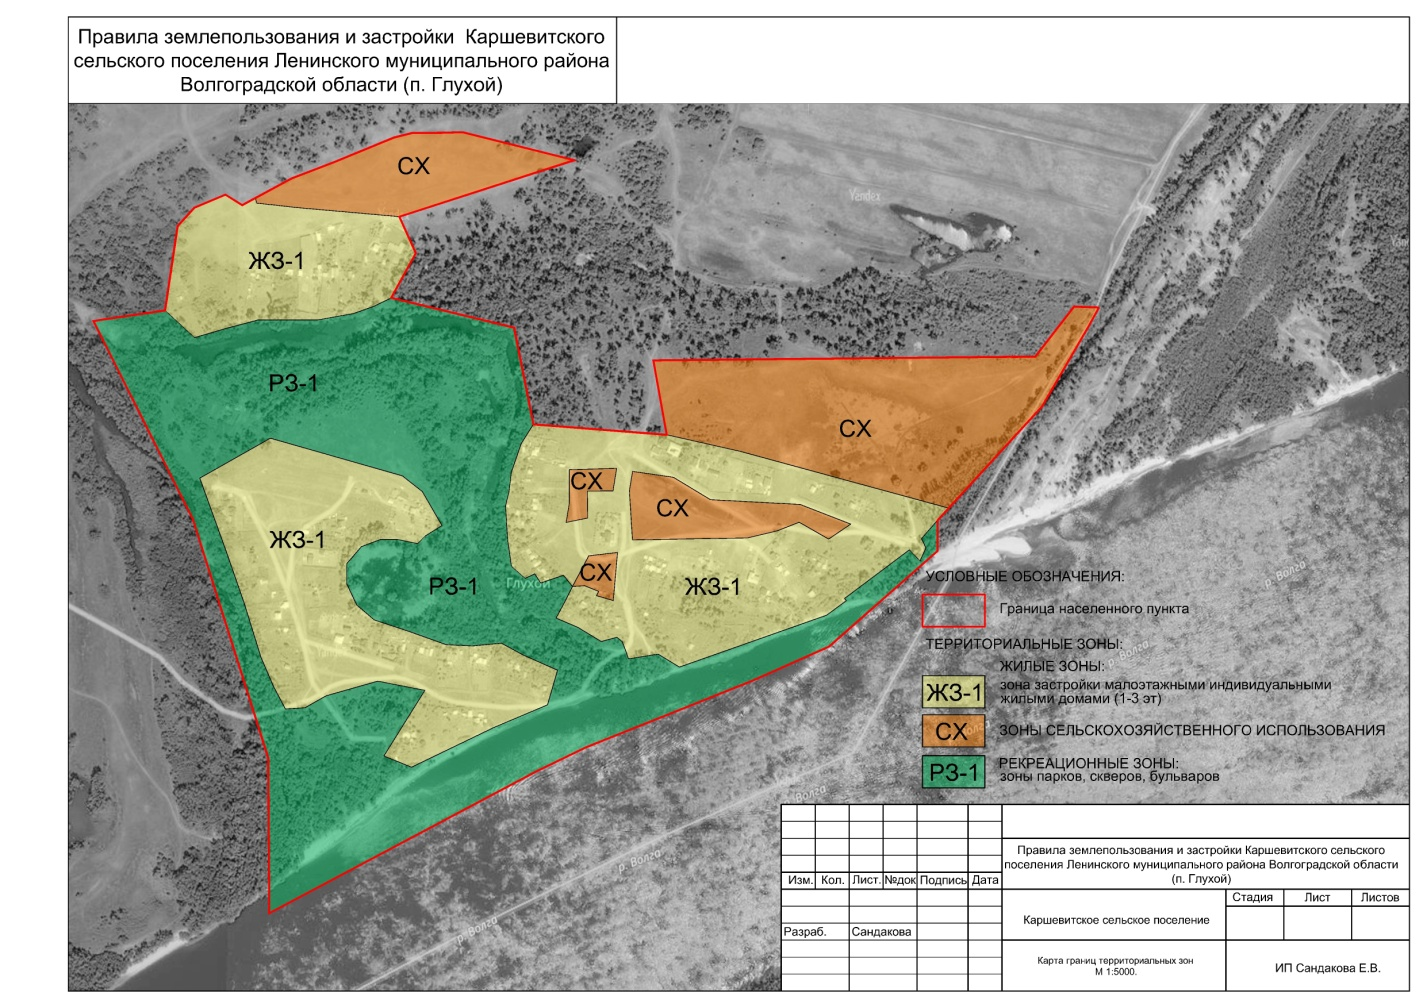 Правила землепользования и застройки Каршевитского
сельского поселения Ленинского муниципального района
Волгоградской области (п. Глухой)
СХ
Yandex
ЖЗ-1
РЗ-1
СХ
СХ
СХ
ЖЗ-1
СХ
РЗ-1
Глухой
ЖЗ-1
р. Волга
УСЛОВНЫЕ ОБОЗНАЧЕНИЯ:
Граница населенного пункта
ТЕРРИТОРИАЛЬНЫЕ ЗОНЫ:
р. Волга
ЖИЛЫЕ ЗОНЫ:
ЖЗ-1
зона застройки малоэтажными индивидуальными
жилыми домами (1-3 эт)
СХ
ЗОНЫ СЕЛЬСКОХОЗЯЙСТВЕННОГО ИСПОЛЬЗОВАНИЯ
РЗ-1
РЕКРЕАЦИОННЫЕ ЗОНЫ:
зоны парков, скверов, бульваров
р. Волга
р. Волга
р. Волга
Правила землепользования и застройки Каршевитского сельского
поселения Ленинского муниципального района Волгоградской области
(п. Глухой)
Изм. Кол. Лист. №док Подпись Дата
Стадия Лист Листов
Каршевитское сельское поселение
Разраб. Сандакова
Карта границ территориальных зон
М 1:5000.
ИП Сандакова Е.В.